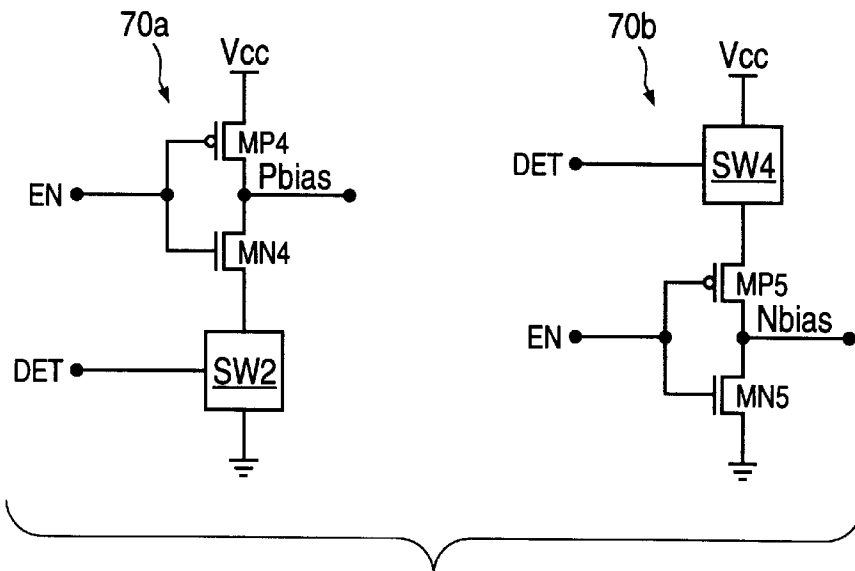 70a
Vcc
MP4
EN
Pbias
MN4
DET
SW2
70b
Vcc
DET
SW4
MP5
EN
Nbias
MN5